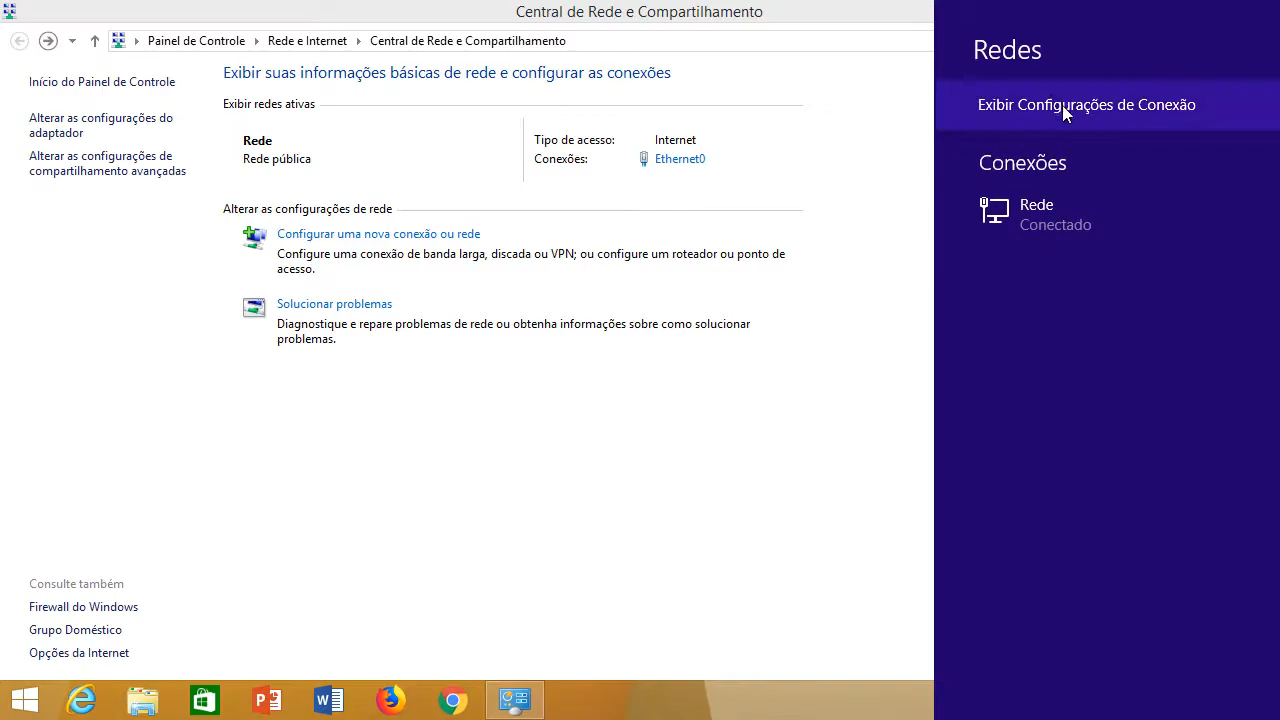 Central de Rede e Compartilhamento
Painel de Controle Rede e Internet Central de Rede e Compartilhamento
Início do Painel de Controle
Alterar as configurações do
adaptador
Alterar as configurações de
compartilhamento avançadas
Exibir suas informações básicas de rede e configurar as conexões
Exibir redes ativas
Rede
Rede pública
Tipo de acesso: Internet
Conexões: Ethernet0
Alterar as configurações de rede
Configurar uma nova conexão ou rede
Configure uma conexão de banda larga, discada ou VPN; ou configure um roteador ou ponto de
acesso.
Solucionar problemas
Diagnostique e repare problemas de rede ou obtenha informações sobre como solucionar
problemas.
Consulte também
Firewall do Windows
Grupo Doméstico
Opções da Internet
Redes
Exibir Configurações de Conexão
Conexões
Rede
Conectado